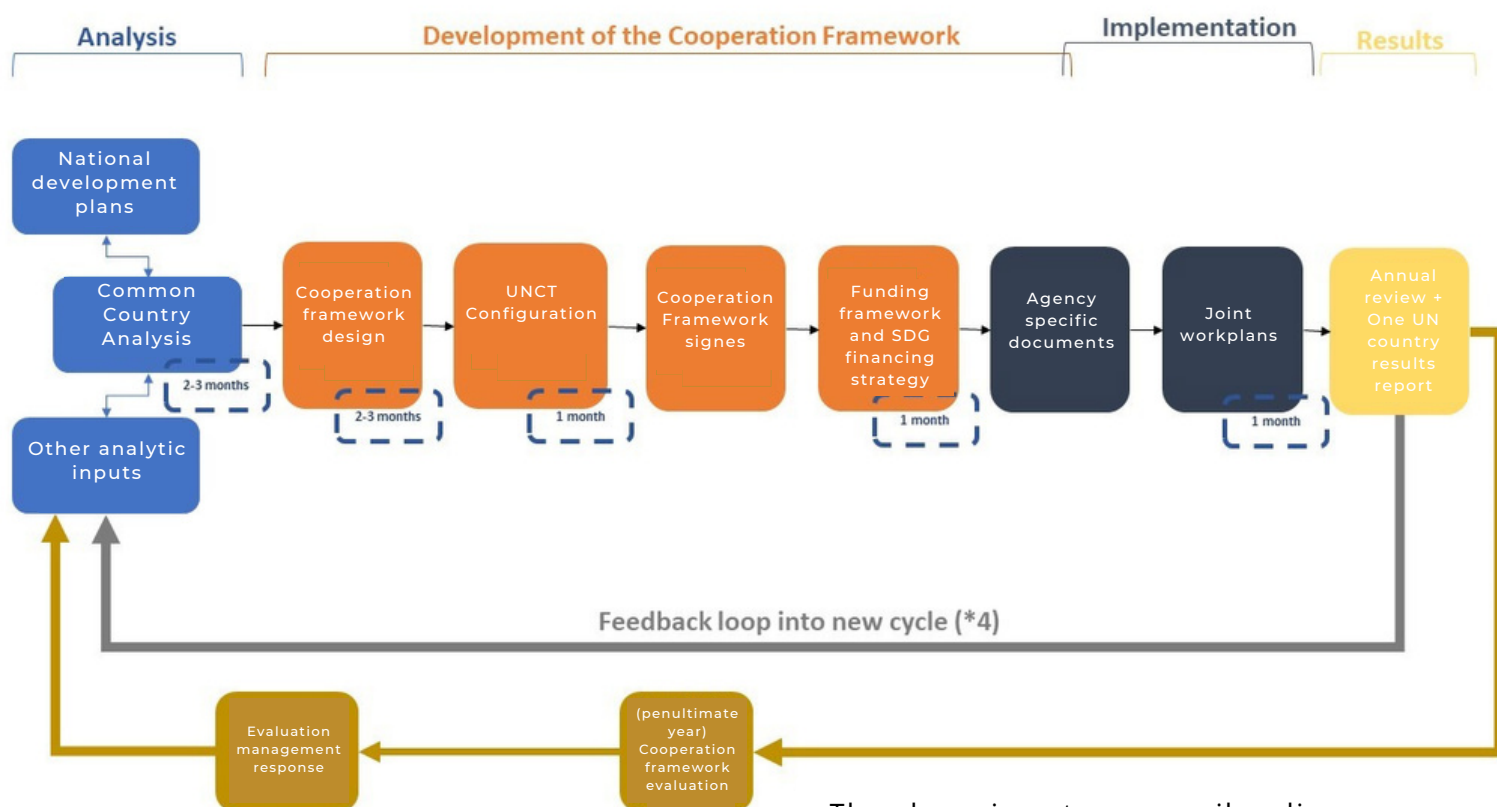 Analysis
Development of the Cooperation Framework
Implementation
Results
National
development
plans
Common
Country
Analysis
2-3 months
Other analytic
inputs
Cooperation
framework
design
2-3 months
UNCT
Configuration
1 month
Cooperation
Framework
signes
Funding
framework
and SDG
financing
strategy
1 month
Agency
specific
documents
Joint
workplans
1 month
Annual
review +
One UN
country
results
report
Feedback loop into new cycle (*4)
Evaluation
management
response
(penultimate
year)
Cooperation
framework
evaluation